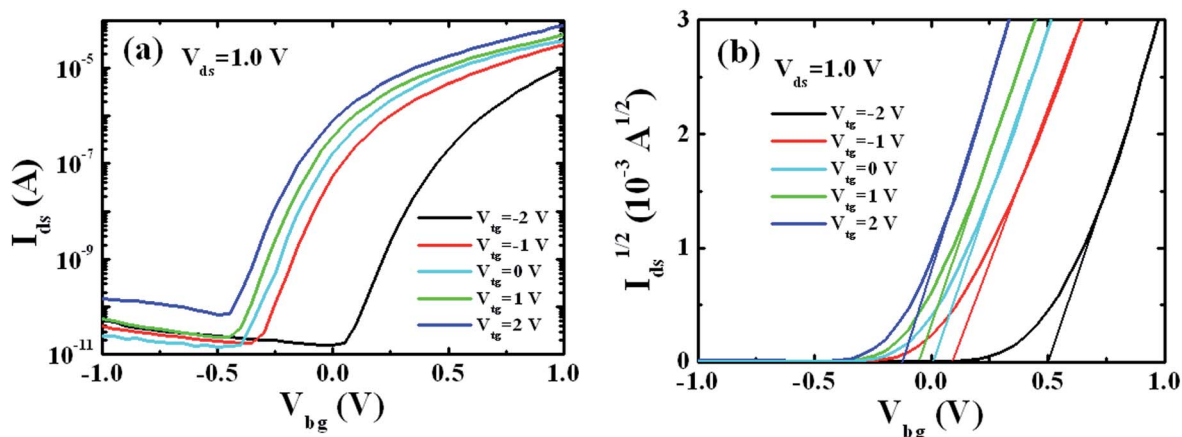 (a)
V_ds=1.0 V
10^-5
10^-7
10^-9
10^-11
I_ds (A)
V_tg=-2 V
V_tg=-1 V
V_tg=0 V
V_tg=1 V
V_tg=2 V
-1.0 -0.5 0.0 0.5 1.0
V_bg (V)
(b)
V_ds=1.0 V
3
2
1
0
I_ds^1/2 (10^-3 A^1/2)
V_tg=-2 V
V_tg=-1 V
V_tg=0 V
V_tg=1 V
V_tg=2 V
-1.0 -0.5 0.0 0.5 1.0
V_bg (V)